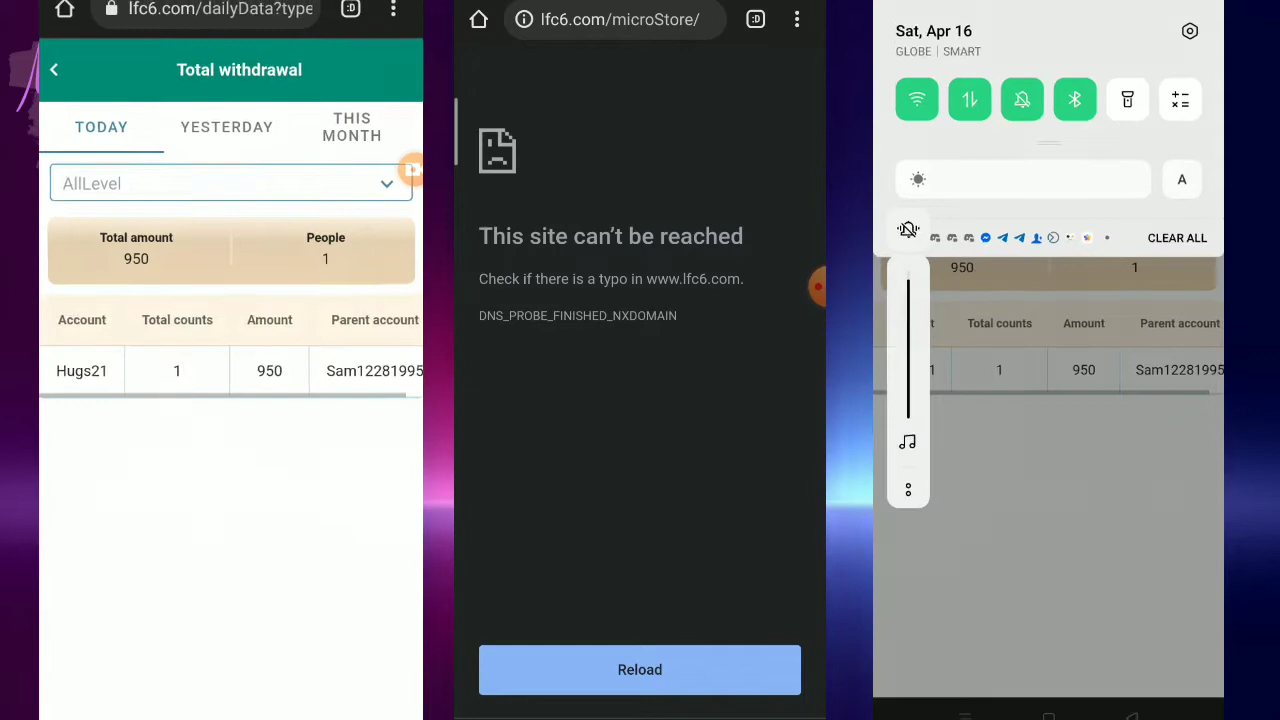 lfc6.com/dailyData?type
:D
Total withdrawal
TODAY
YESTERDAY
THIS
MONTH
AllLevel
Total amount
People
950
1
Account
Total counts
Amount
Parent account
Hugs21
1
950
Sam12281995
lfc6.com/microStore/
:D
This site can't be reached
Check if there is a typo in www.lfc6.com.
DNS_PROBE_FINISHED_NXDOMAIN
Reload
Sat, Apr 16
GLOBE | SMART
A
CLEAR ALL
950
1
t
Total counts
Amount
Parent account
1
1
950
Sam12281995